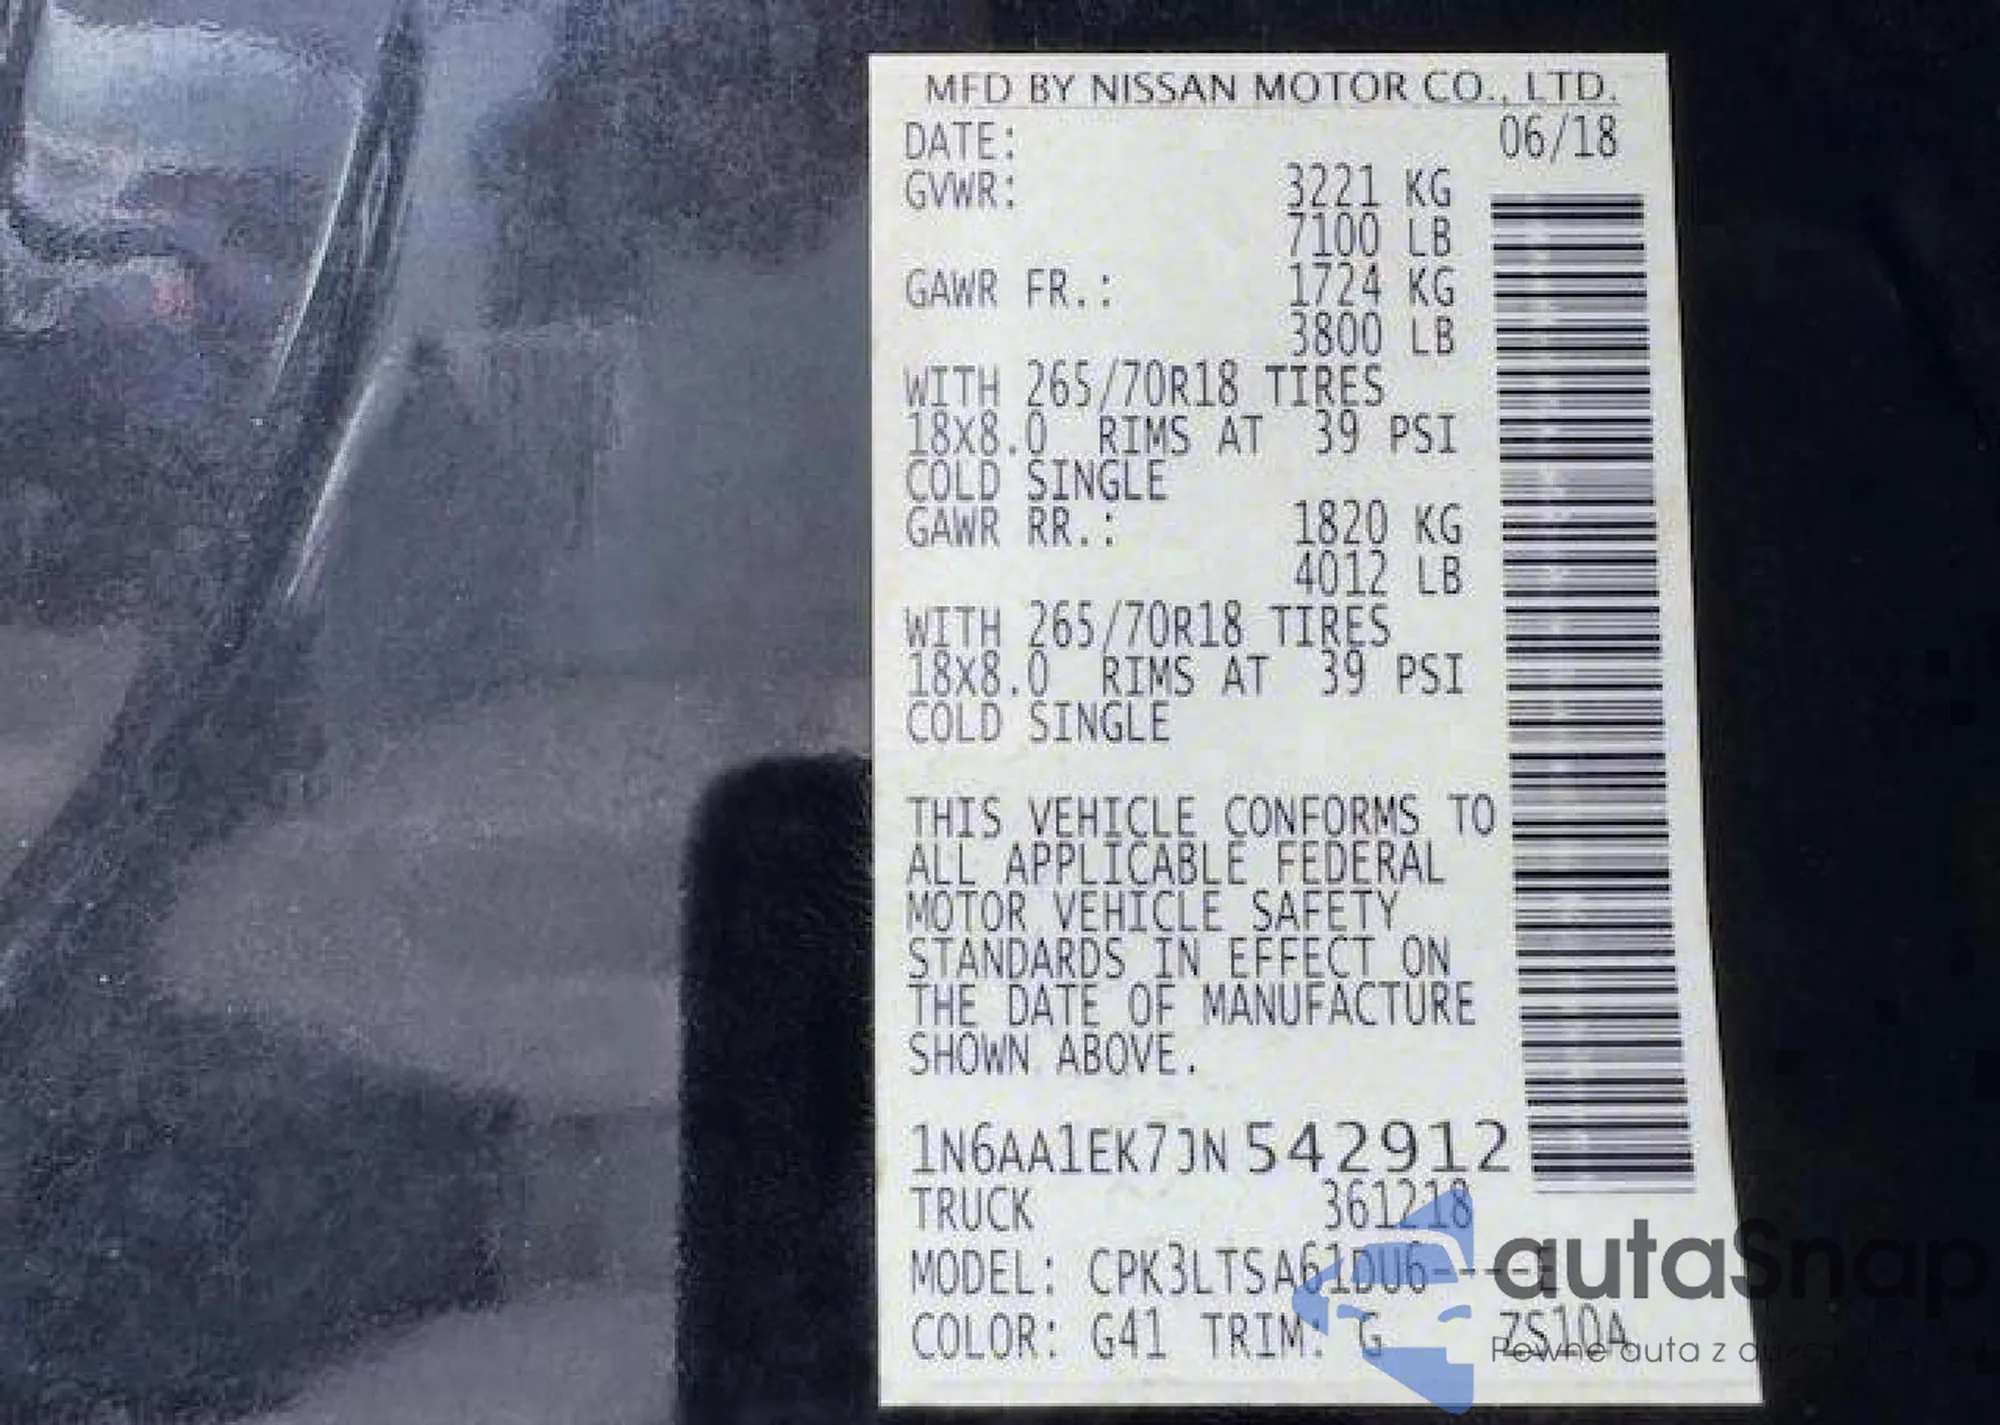 MFD BY NISSAN MOTOR CO., LTD.
DATE: 06/18
GVWR: 3221 KG
7100 LB
GAWR FR.: 1724 KG
3800 LB
WITH 265/70R18 TIRES
18X8.0 RIMS AT 39 PSI
COLD SINGLE
GAWR RR.: 1820 KG
4012 LB
WITH 265/70R18 TIRES
18X8.0 RIMS AT 39 PSI
COLD SINGLE
THIS VEHICLE CONFORMS TO
ALL APPLICABLE FEDERAL
MOTOR VEHICLE SAFETY
STANDARDS IN EFFECT ON
THE DATE OF MANUFACTURE
SHOWN ABOVE.
1N6AA1EK7JN542912
TRUCK 361218
MODEL: CPK3LTSA61DU6-----E
COLOR: G41 TRIM: G ZS10A
autaSnap
Pewne auta z